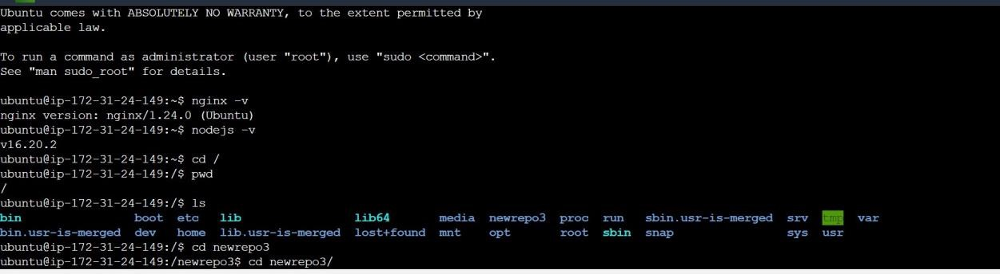 Ubuntu comes with ABSOLUTELY NO WARRANTY, to the extent permitted by
applicable law.
To run a command as administrator (user "root"), use "sudo <command>".
See "man sudo_root" for details.
ubuntu@ip-172-31-24-149:~$ nginx -v
nginx version: nginx/1.24.0 (Ubuntu)
ubuntu@ip-172-31-24-149:~$ nodejs -v
v16.20.2
ubuntu@ip-172-31-24-149:~$ cd /
ubuntu@ip-172-31-24-149:/$ pwd
/
ubuntu@ip-172-31-24-149:/$ ls
bin boot etc lib lib64 media newrepo3 proc run sbin.usr-is-merged srv tmp var
bin.usr-is-merged dev home lib.usr-is-merged lost+found mnt opt root sbin snap sys usr
ubuntu@ip-172-31-24-149:/$ cd newrepo3
ubuntu@ip-172-31-24-149:/newrepo3$ cd newrepo3/